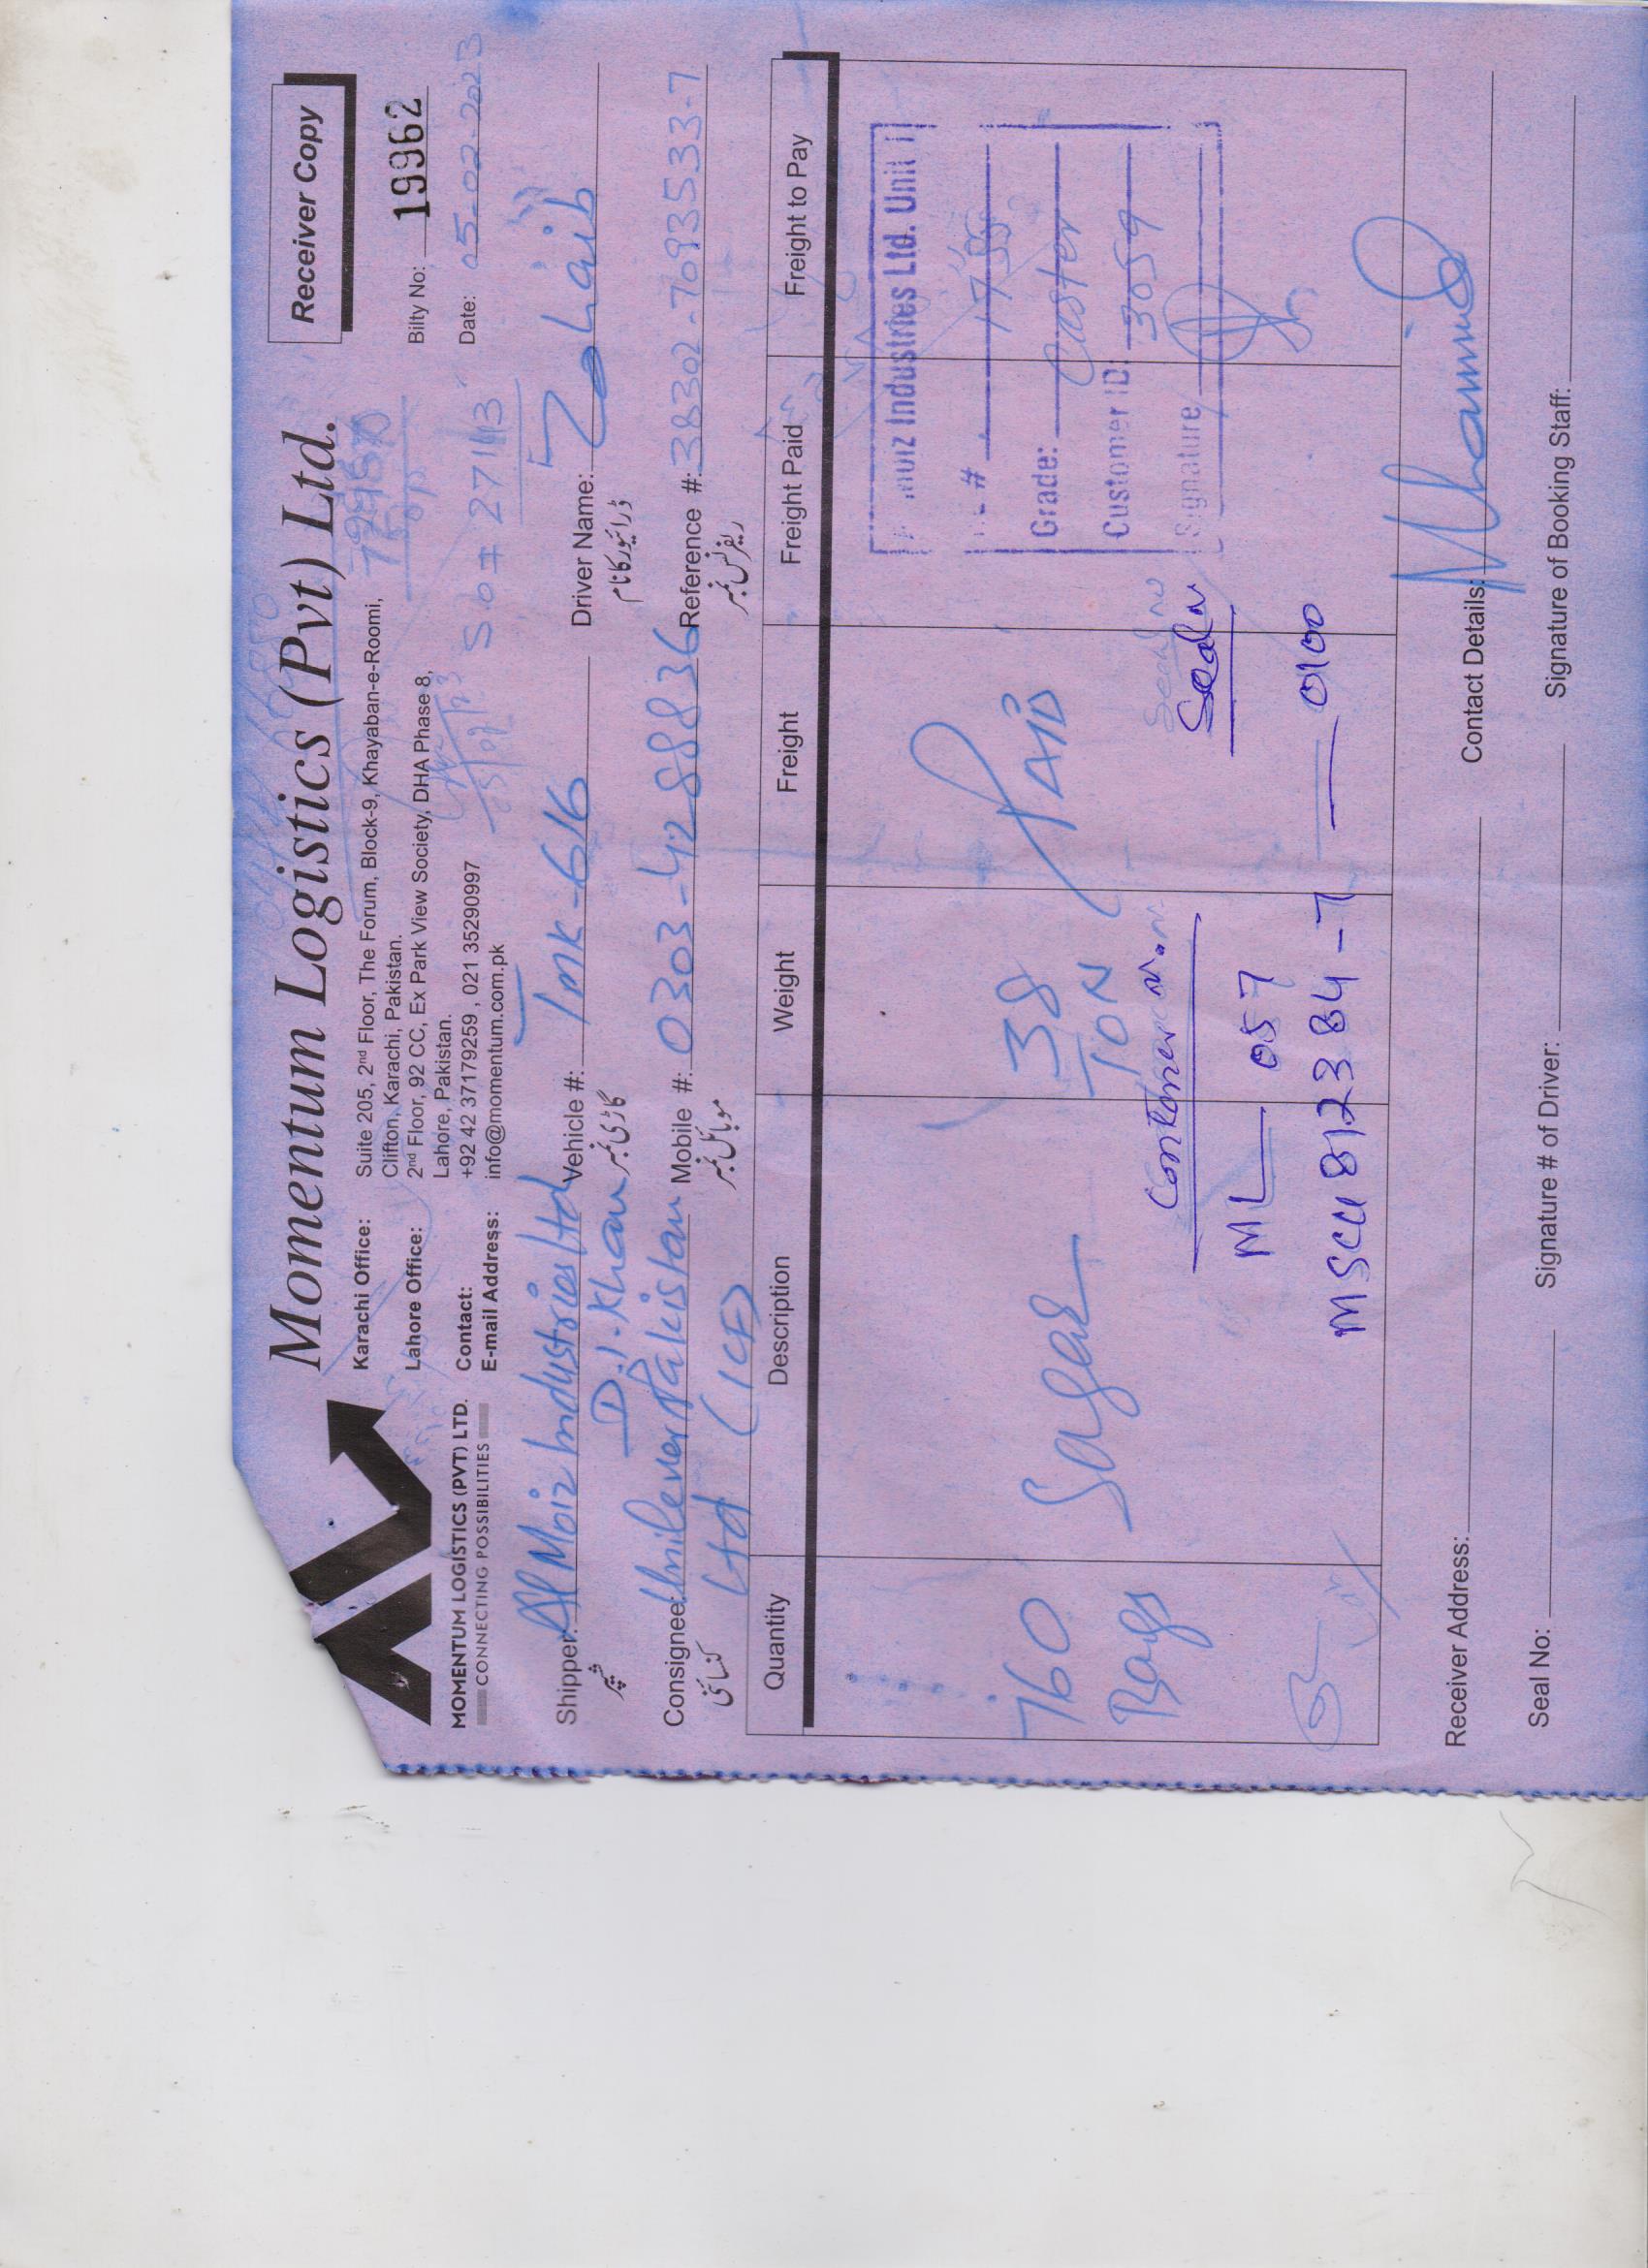 Receiver Copy
Momentum Logistics (Pvt) Ltd.
MOMENTUM LOGISTICS (PVT) LTD.
CONNECTING POSSIBILITIES
Karachi Office: Suite 205, 2nd Floor, The Forum, Block-9, Khayaban-e-Roomi,
Clifton, Karachi, Pakistan.
Lahore Office: 2nd Floor, 92 CC, Ex Park View Society, DHA Phase 8,
Lahore, Pakistan.
Contact: +92 42 37179259 , 021 35290997
E-mail Address: info@momentum.com.pk
Bilty No: 19962
Date: 05-02-2023
So # 27113
Shipper: Al Moiz Industries Ltd Vehicle #: TMK-616 Driver Name: Zohaib
شپر گاڑی نمبر ڈرائیور کا نام
D.I.Khan
Consignee: Unilever Pakistan Mobile #: 0303-4288836 Reference #: 38302-7693533-7
کنسائنی موبائل نمبر ریفرنس نمبر
Ltd (ICF)
Quantity Description Weight Freight Freight Paid Freight to Pay
760 Sugar 38 PAID
Bags TON
moiz Industries Ltd. Unit
#
Grade: Caster
Customer ID: 3059
Signature
Container no. Seal no
ML — 057
MSCU 812384-7 — 0100
Receiver Address: Contact Details:
Seal No: Signature # of Driver: Signature of Booking Staff: